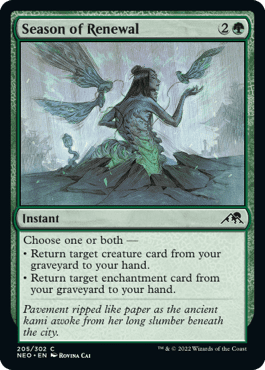 Season of Renewal 2
Instant
Choose one or both —
• Return target creature card from your
graveyard to your hand.
• Return target enchantment card from
your graveyard to your hand.
Pavement ripped like paper as the ancient
kami awoke from her long slumber beneath
the city.
205/302 C
NEO • EN Rovina Cai
™ & © 2022 Wizards of the Coast